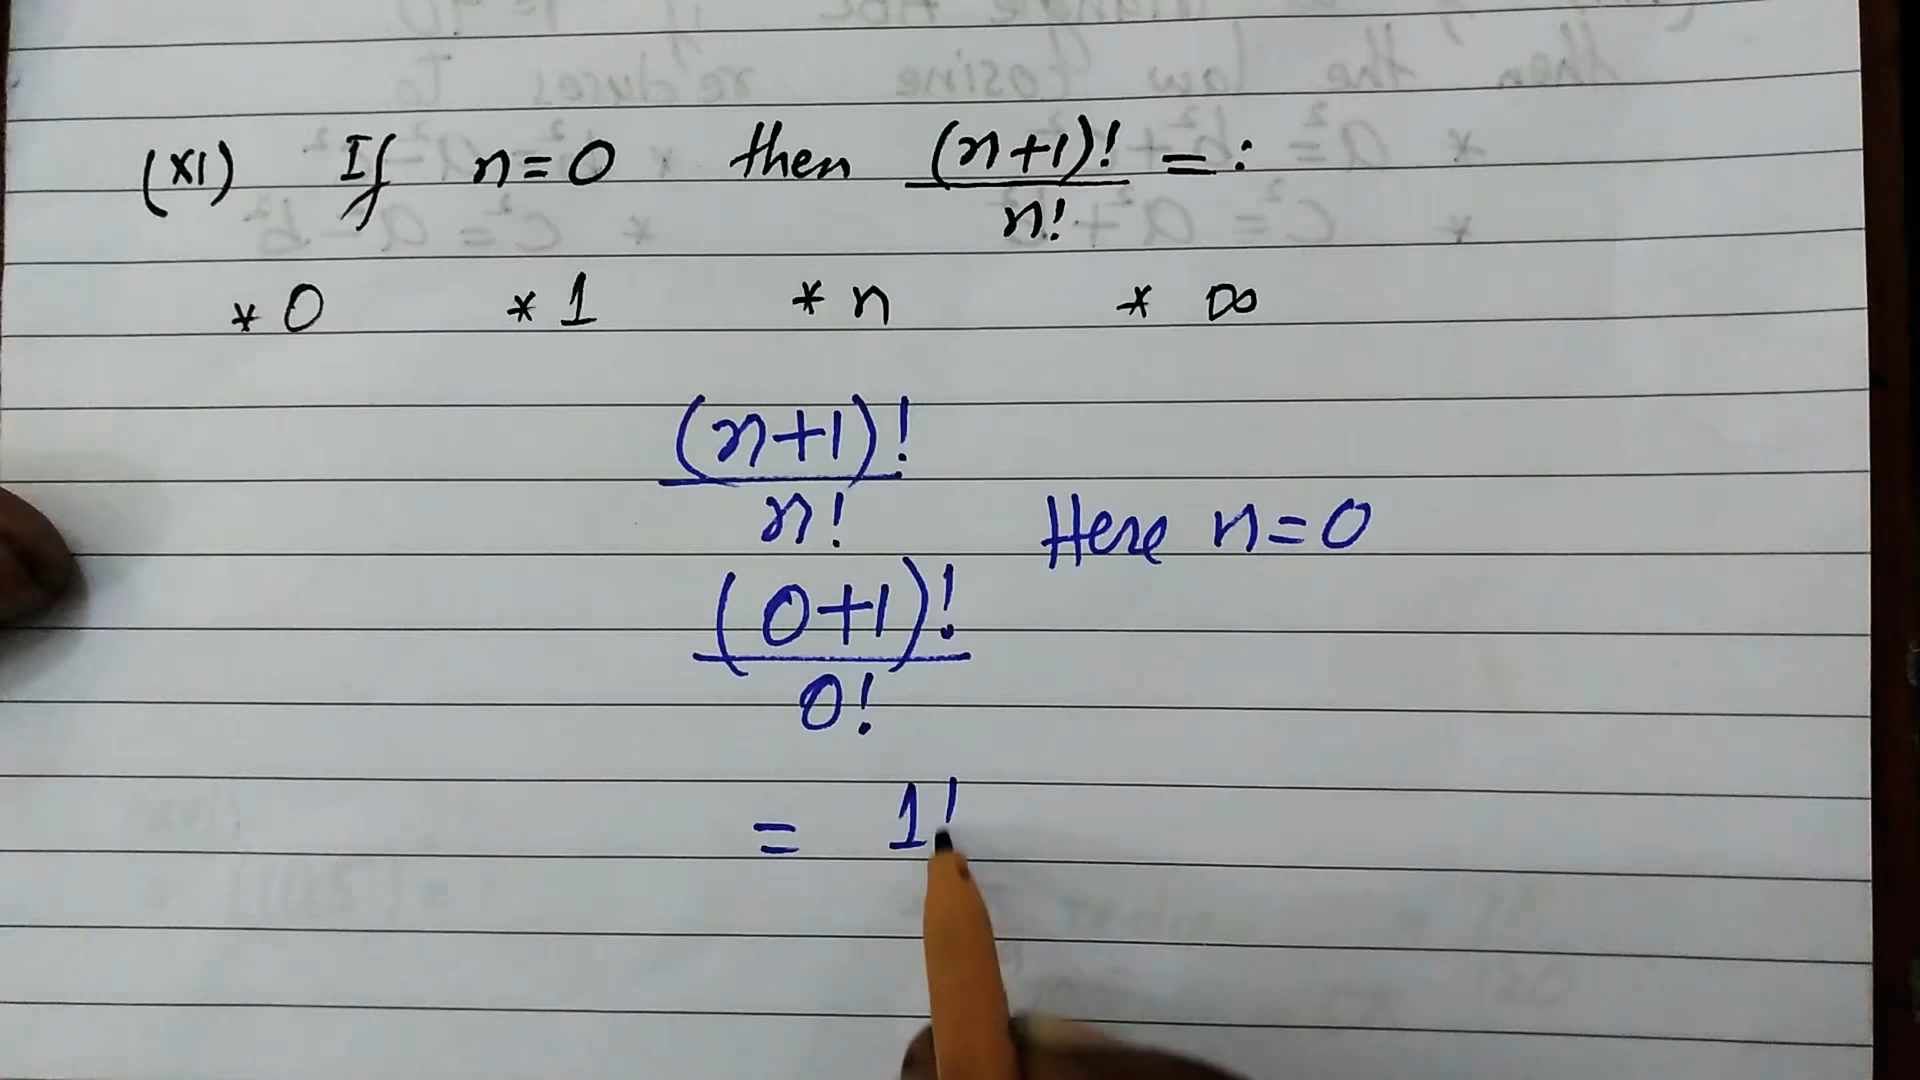 (XI) If n=0 then (n+1)!/n! = :
* 0 * 1 * n * ∞
(n+1)!/n!
Here n=0
(0+1)!/0!
= 1!